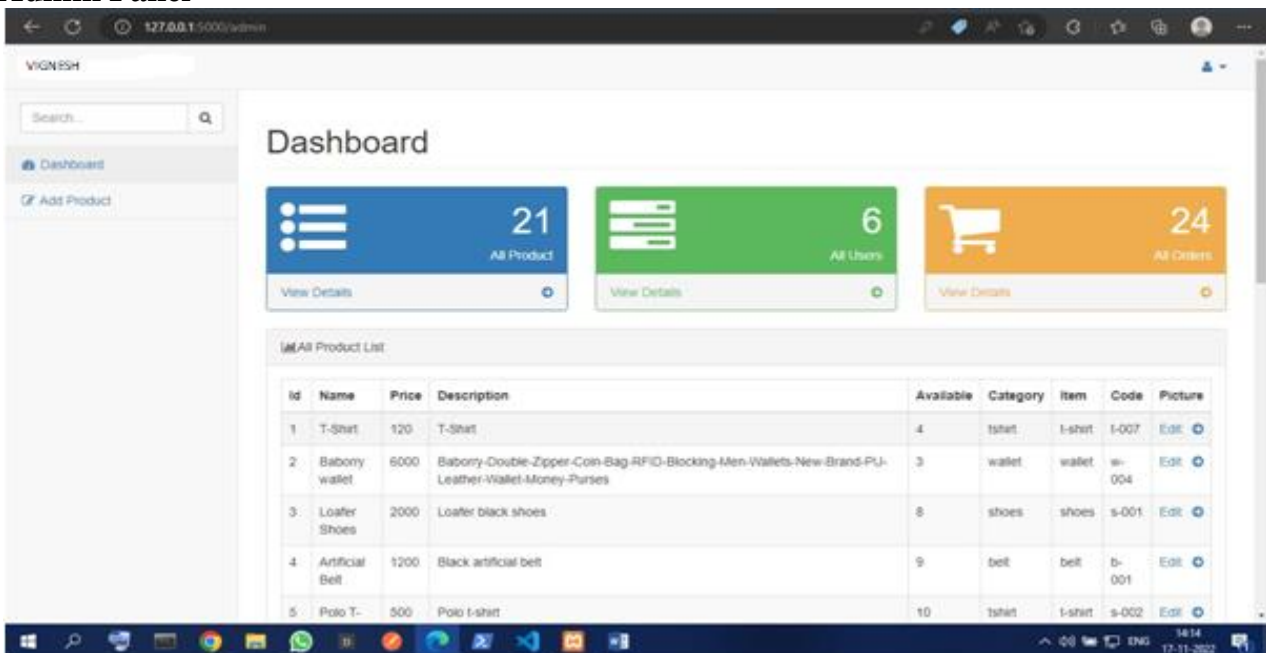 Admin Panel
127.0.0.1:5000/admin
VIGNESH
Search...
Dashboard
Add Product
Dashboard
21
All Product
View Details
6
All Users
View Details
24
All Orders
View Details
All Product List
Id Name Price Description Available Category Item Code Picture
1 T-Shirt 120 T-Shirt 4 tshirt t-shirt t-007 Edit
2 Baborry wallet 6000 Baborry-Double-Zipper-Coin-Bag-RFID-Blocking-Men-Wallets-New-Brand-PU- 3 wallet wallet w-004 Edit
Leather-Wallet-Money-Purses
3 Loafer Shoes 2000 Loafer black shoes 8 shoes shoes s-001 Edit
4 Artificial Belt 1200 Black artificial belt 9 belt belt b-001 Edit
5 Polo T- 500 Polo t-shirt 10 tshirt t-shirt s-002 Edit
ENG
14:14
17-11-2022